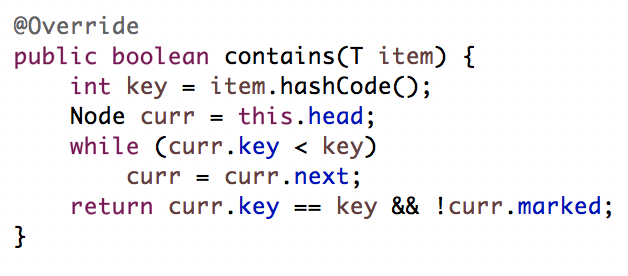 @Override
public boolean contains(T item) {
    int key = item.hashCode();
    Node curr = this.head;
    while (curr.key < key)
        curr = curr.next;
    return curr.key == key && !curr.marked;
}